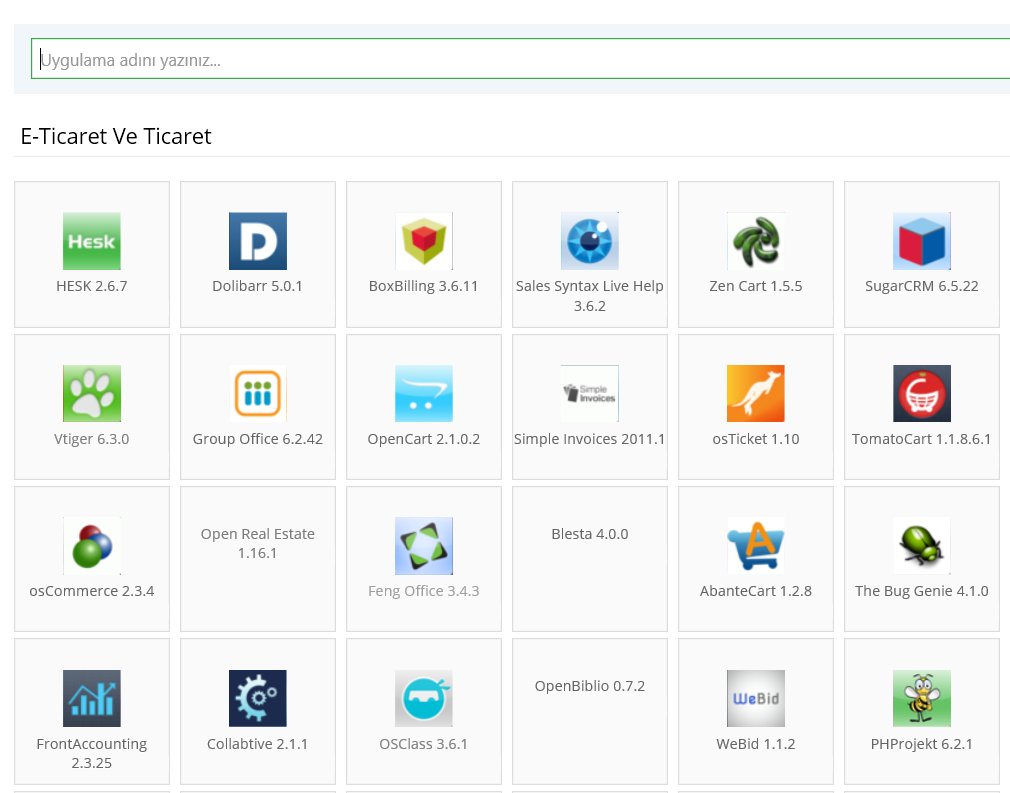 Uygulama adını yazınız...
E-Ticaret Ve Ticaret
Hesk
HESK 2.6.7
Dolibarr 5.0.1
BoxBilling 3.6.11
Sales Syntax Live Help
3.6.2
Zen Cart 1.5.5
SugarCRM 6.5.22
Vtiger 6.3.0
Group Office 6.2.42
OpenCart 2.1.0.2
Simple
Invoices
Simple Invoices 2011.1
osTicket 1.10
TomatoCart 1.1.8.6.1
osCommerce 2.3.4
Open Real Estate
1.16.1
Feng Office 3.4.3
Blesta 4.0.0
AbanteCart 1.2.8
The Bug Genie 4.1.0
FrontAccounting
2.3.25
Collabtive 2.1.1
OSClass 3.6.1
OpenBiblio 0.7.2
WeBid
WeBid 1.1.2
PHProjekt 6.2.1